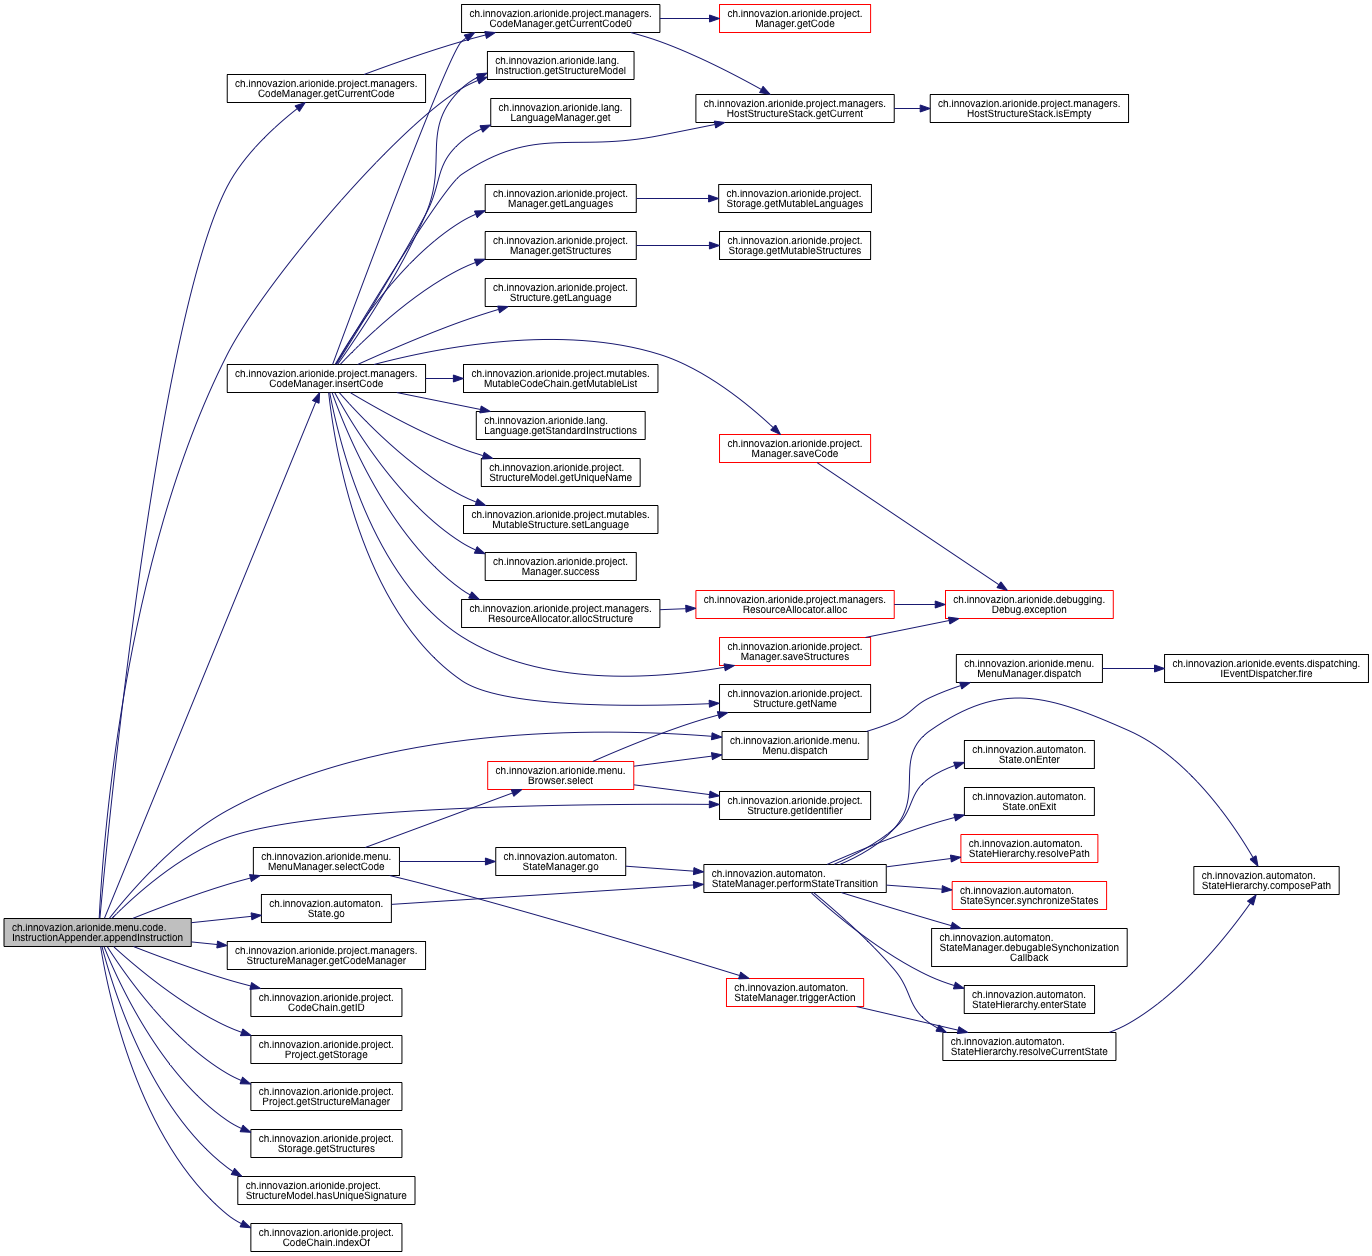 ch.innovazion.arionide.menu.code.
InstructionAppender.appendInstruction
ch.innovazion.arionide.project.managers.
CodeManager.getCurrentCode
ch.innovazion.arionide.project.managers.
CodeManager.insertCode
ch.innovazion.arionide.menu.
MenuManager.selectCode
ch.innovazion.automaton.
State.go
ch.innovazion.arionide.project.managers.
StructureManager.getCodeManager
ch.innovazion.arionide.project.
CodeChain.getID
ch.innovazion.arionide.project.
Project.getStorage
ch.innovazion.arionide.project.
Project.getStructureManager
ch.innovazion.arionide.project.
Storage.getStructures
ch.innovazion.arionide.project.
StructureModel.hasUniqueSignature
ch.innovazion.arionide.project.
CodeChain.indexOf
ch.innovazion.arionide.project.managers.
CodeManager.getCurrentCode0
ch.innovazion.arionide.lang.
Instruction.getStructureModel
ch.innovazion.arionide.lang.
LanguageManager.get
ch.innovazion.arionide.project.
Manager.getLanguages
ch.innovazion.arionide.project.
Manager.getStructures
ch.innovazion.arionide.project.
Structure.getLanguage
ch.innovazion.arionide.project.mutables.
MutableCodeChain.getMutableList
ch.innovazion.arionide.lang.
Language.getStandardInstructions
ch.innovazion.arionide.project.
StructureModel.getUniqueName
ch.innovazion.arionide.project.mutables.
MutableStructure.setLanguage
ch.innovazion.arionide.project.
Manager.success
ch.innovazion.arionide.project.managers.
ResourceAllocator.allocStructure
ch.innovazion.arionide.menu.
Browser.select
ch.innovazion.automaton.
StateManager.go
ch.innovazion.arionide.project.
Manager.getCode
ch.innovazion.arionide.project.managers.
HostStructureStack.getCurrent
ch.innovazion.arionide.project.
Storage.getMutableLanguages
ch.innovazion.arionide.project.
Storage.getMutableStructures
ch.innovazion.arionide.project.
Manager.saveCode
ch.innovazion.arionide.project.managers.
ResourceAllocator.alloc
ch.innovazion.arionide.project.
Manager.saveStructures
ch.innovazion.arionide.project.
Structure.getName
ch.innovazion.arionide.menu.
Menu.dispatch
ch.innovazion.arionide.project.
Structure.getIdentifier
ch.innovazion.automaton.
StateManager.performStateTransition
ch.innovazion.automaton.
StateManager.triggerAction
ch.innovazion.arionide.project.managers.
HostStructureStack.isEmpty
ch.innovazion.arionide.debugging.
Debug.exception
ch.innovazion.arionide.menu.
MenuManager.dispatch
ch.innovazion.automaton.
State.onEnter
ch.innovazion.automaton.
State.onExit
ch.innovazion.automaton.
StateHierarchy.resolvePath
ch.innovazion.automaton.
StateSyncer.synchronizeStates
ch.innovazion.automaton.
StateManager.debugableSynchonization
Callback
ch.innovazion.automaton.
StateHierarchy.enterState
ch.innovazion.automaton.
StateHierarchy.resolveCurrentState
ch.innovazion.arionide.events.dispatching.
IEventDispatcher.fire
ch.innovazion.automaton.
StateHierarchy.composePath